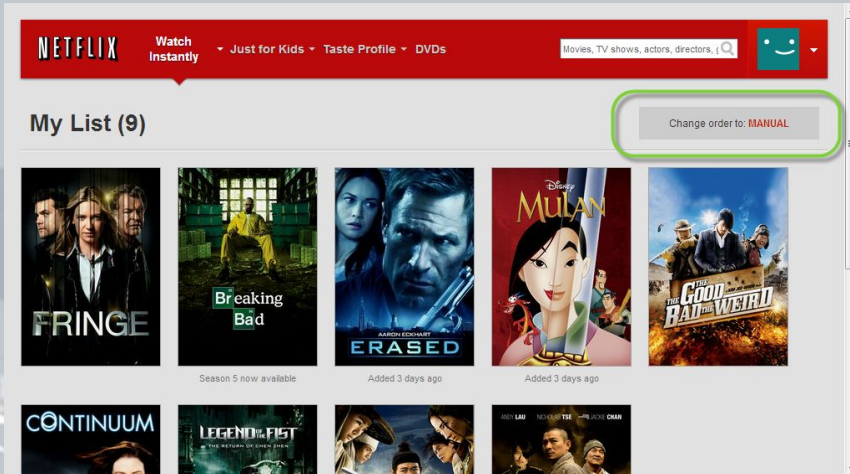 NETFLIX
Watch Instantly
Just for Kids
Taste Profile
DVDs
Movies, TV shows, actors, directors, g
My List (9)
Change order to: MANUAL
FRINGE
Breaking
Bad
AARON ECKHART
ERASED
Disney
MULAN
THE GOOD
THE BAD THE WEIRD
Season 5 now available
Added 3 days ago
Added 3 days ago
CONTINUUM
LEGEND OF THE FIST
THE RETURN OF CHEN ZHEN
ANDY LAU NICHOLAS TSE JACKIE CHAN